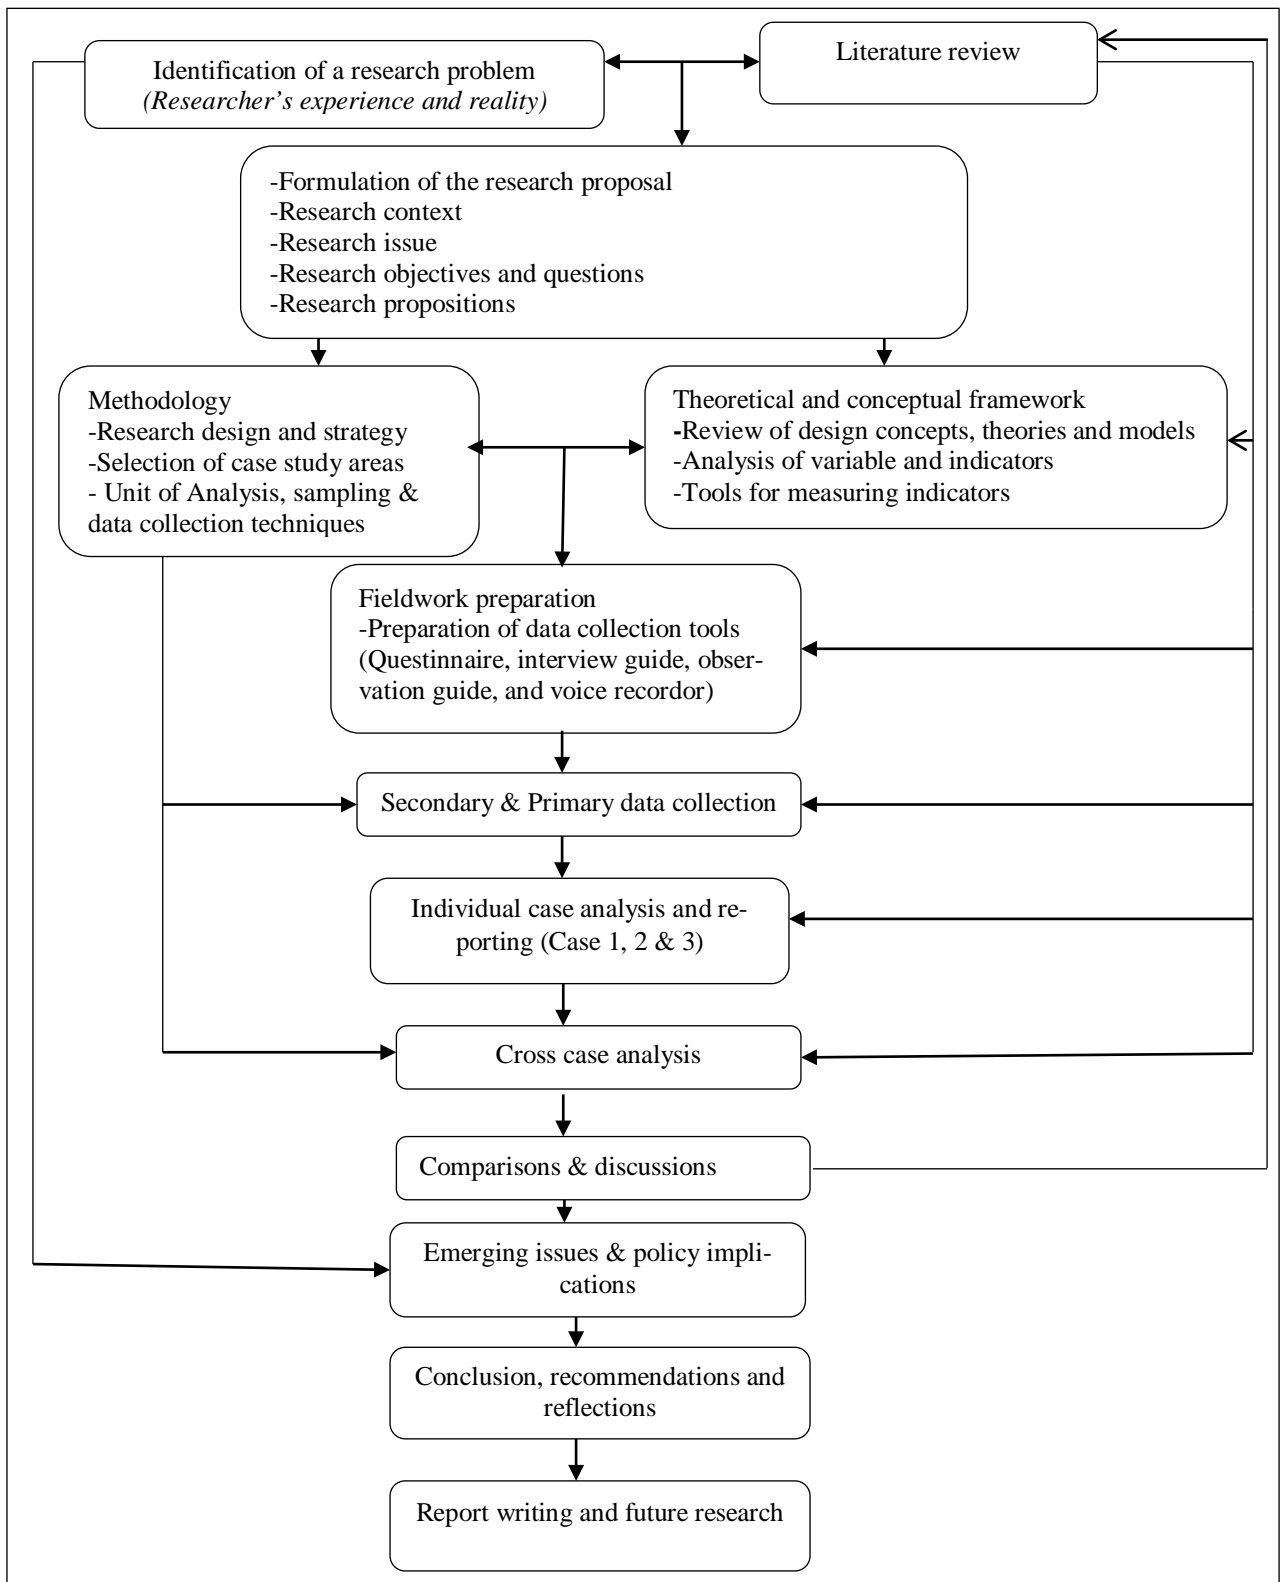 Identification of a research problem
(Researcher's experience and reality)
Literature review
-Formulation of the research proposal
-Research context
-Research issue
-Research objectives and questions
-Research propositions
Methodology
-Research design and strategy
-Selection of case study areas
- Unit of Analysis, sampling &
data collection techniques
Theoretical and conceptual framework
-Review of design concepts, theories and models
-Analysis of variable and indicators
-Tools for measuring indicators
Fieldwork preparation
-Preparation of data collection tools
(Questinnaire, interview guide, obser-
vation guide, and voice recordor)
Secondary & Primary data collection
Individual case analysis and re-
porting (Case 1, 2 & 3)
Cross case analysis
Comparisons & discussions
Emerging issues & policy impli-
cations
Conclusion, recommendations and
reflections
Report writing and future research